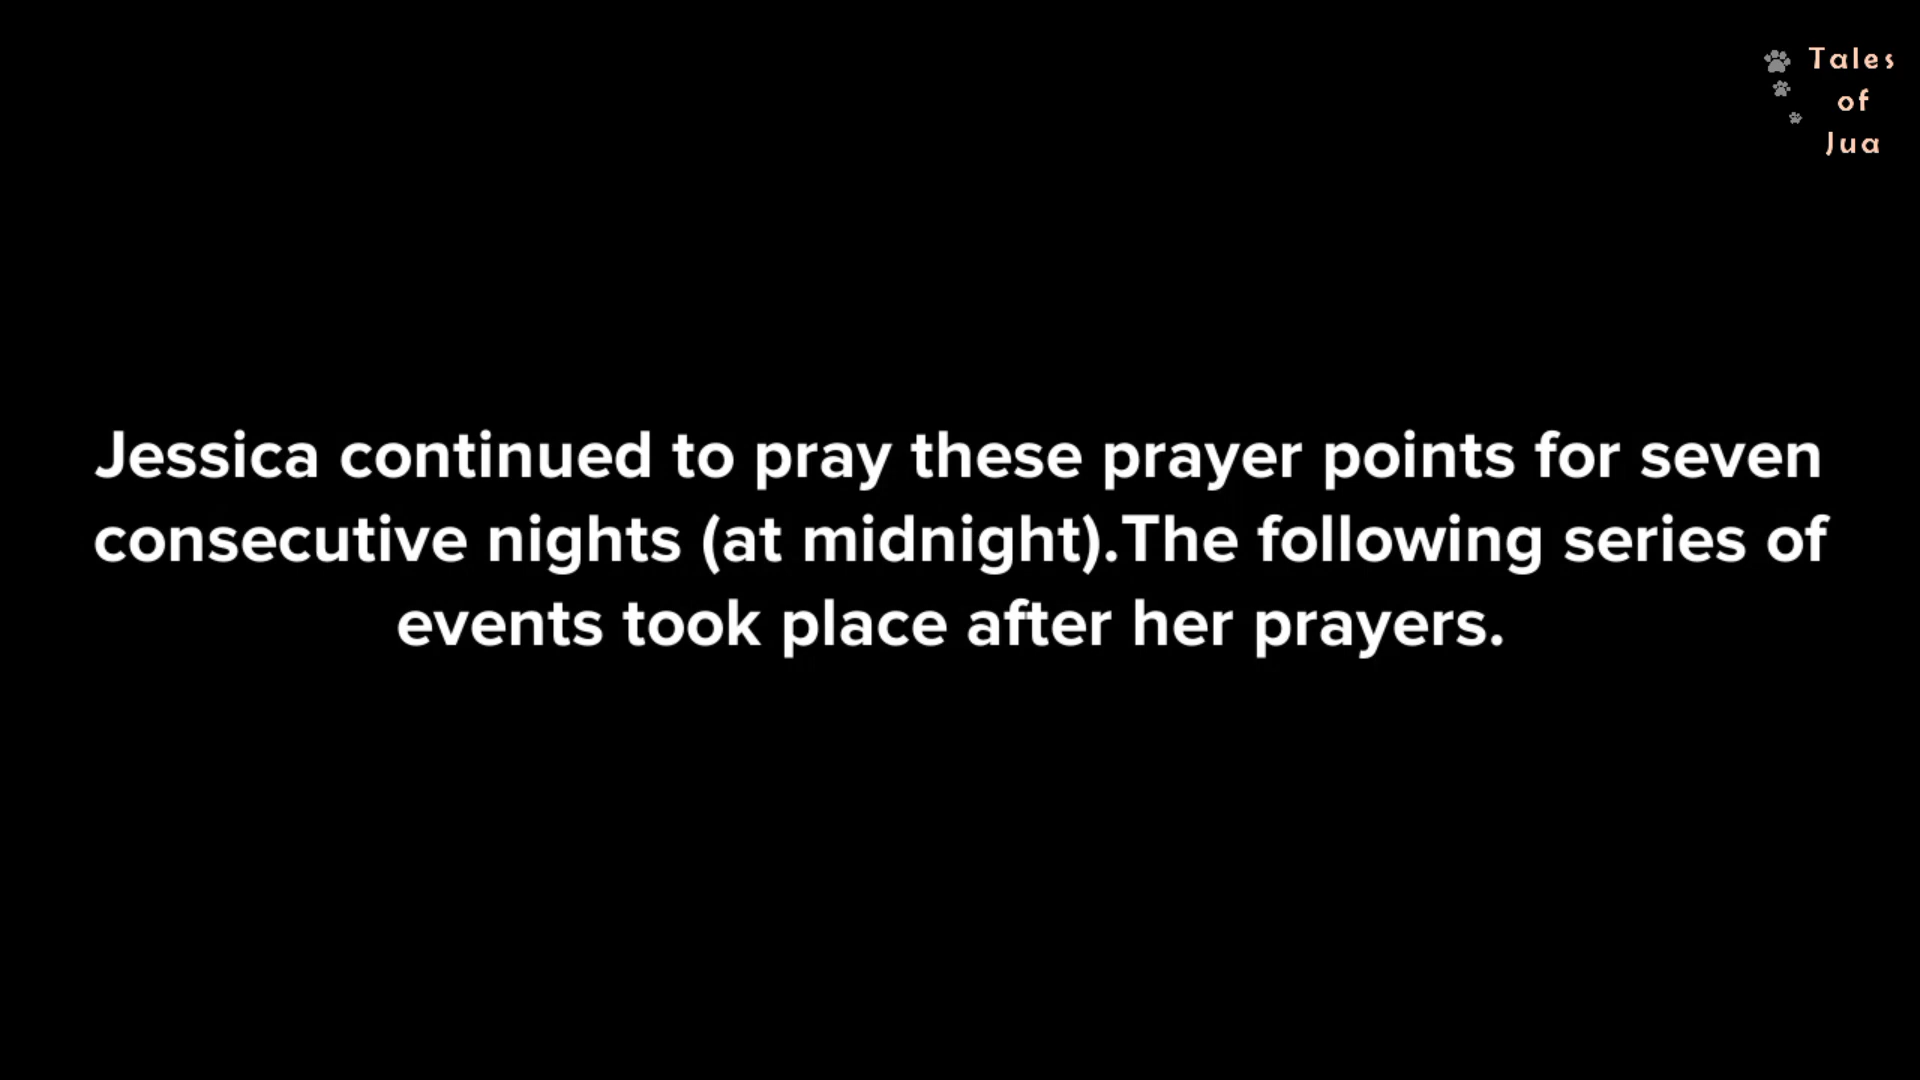 Tales
of
Jua
Jessica continued to pray these prayer points for seven
consecutive nights (at midnight).The following series of
events took place after her prayers.